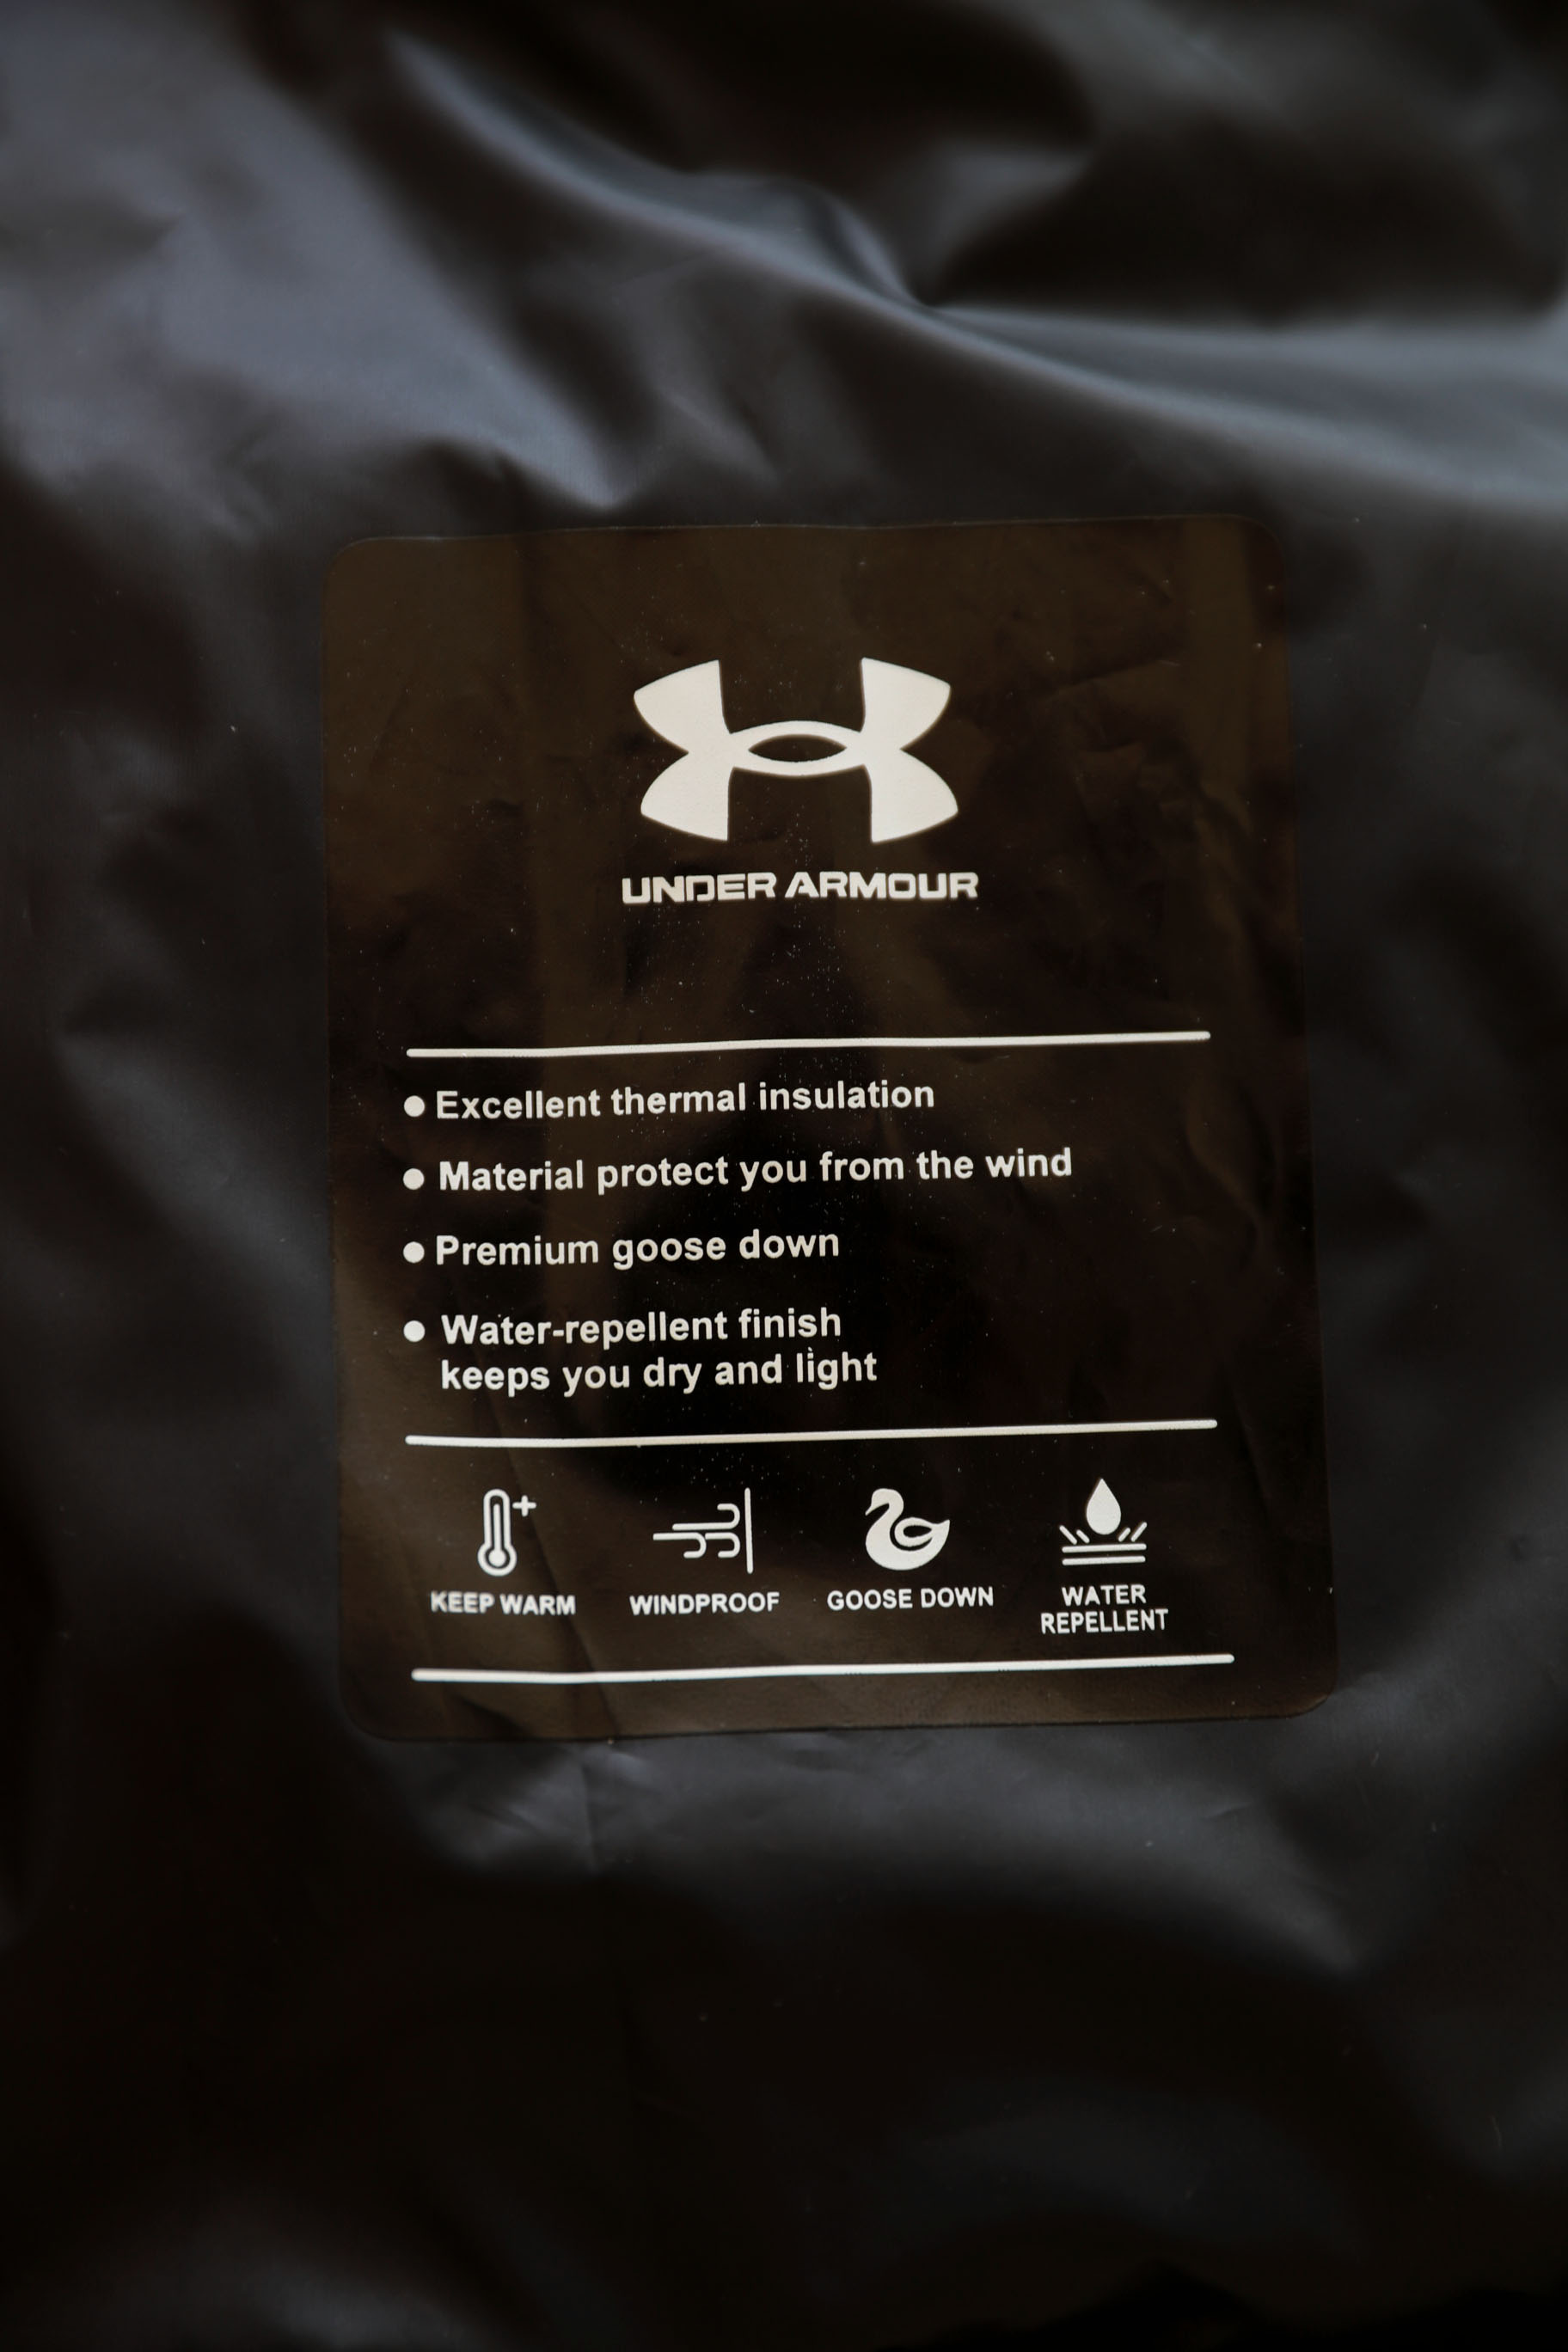 UNDER ARMOUR
● Excellent thermal insulation
● Material protect you from the wind
● Premium goose down
● Water-repellent finish
keeps you dry and light
KEEP WARM WINDPROOF GOOSE DOWN WATER
REPELLENT